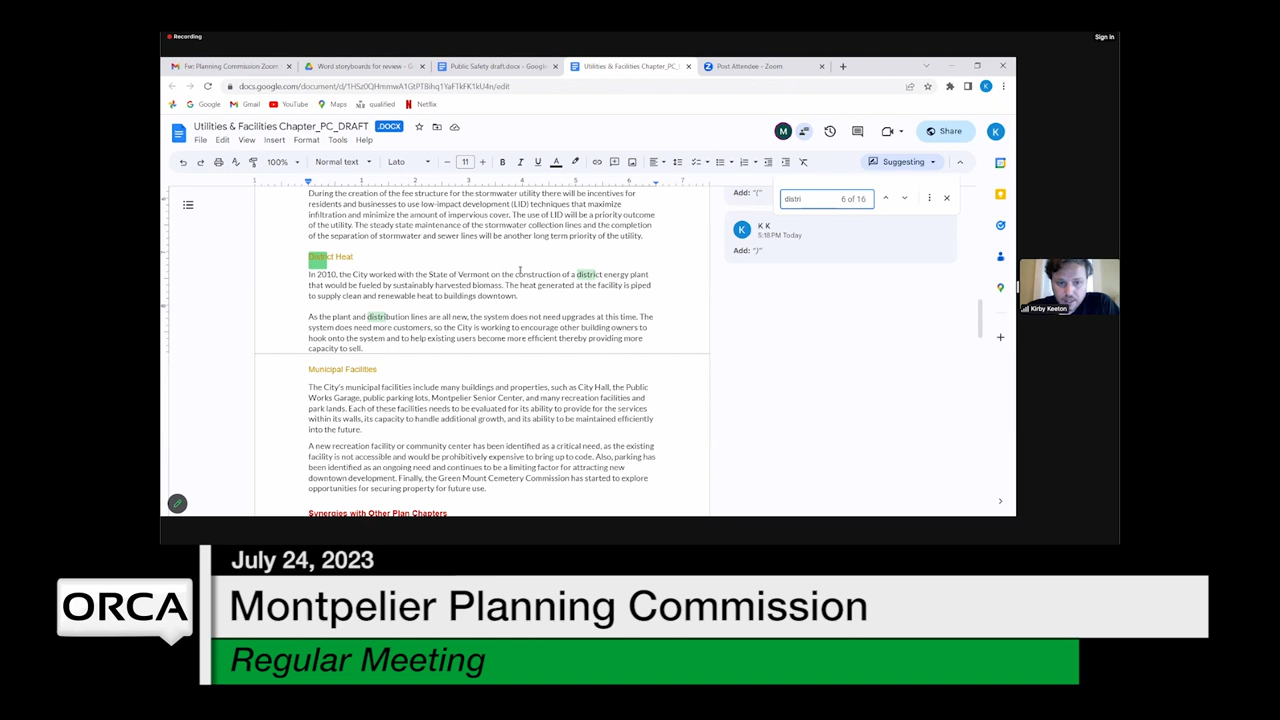 Recording
Sign in
Fw: Planning Commission Zoom
Word storyboards for review - G
Public Safety draft.docx - Google
Utilities & Facilities Chapter_PC_
Post Attendee - Zoom
docs.google.com/document/d/1HSz0QHmnnwA1GtPT8ihq1YaFTkFK1kU4n/edit
Google Gmail YouTube Maps qualified Netflix
Utilities & Facilities Chapter_PC_DRAFT .DOCX
File Edit View Insert Format Tools Help
Share
K
100% Normal text Lato 11 Suggesting
1 1 2 3 4 5 6 7
distri 6 of 16
Add: "("
K K
5:18PM Today
Add: ")"
During the creation of the fee structure for the stormwater utility there will be incentives for
residents and businesses to use low-impact development (LID) techniques that maximize
infiltration and minimize the amount of impervious cover. The use of LID will be a priority outcome
of the utility. The steady state maintenance of the stormwater collection lines and the completion
of the separation of stormwater and sewer lines will be another long term priority of the utility.
District Heat
In 2010, the City worked with the State of Vermont on the construction of a district energy plant
that would be fueled by sustainably harvested biomass. The heat generated at the facility is piped
to supply clean and renewable heat to buildings downtown.
As the plant and distribution lines are all new, the system does not need upgrades at this time. The
system does need more customers, so the City is working to encourage other building owners to
hook onto the system and to help existing users become more efficient thereby providing more
capacity to sell.
Municipal Facilities
The City's municipal facilities include many buildings and properties, such as City Hall, the Public
Works Garage, public parking lots, Montpelier Senior Center, and many recreation facilities and
park lands. Each of these facilities needs to be evaluated for its ability to provide for the services
within its walls, its capacity to handle additional growth, and its ability to be maintained efficiently
into the future.
A new recreation facility or community center has been identified as a critical need, as the existing
facility is not accessible and would be prohibitively expensive to bring up to code. Also, parking has
been identified as an ongoing need and continues to be a limiting factor for attracting new
downtown development. Finally, the Green Mount Cemetery Commission has started to explore
opportunities for securing property for future use.
Synergies with Other Plan Chapters
Kirby Keeton
July 24, 2023
ORCA
Montpelier Planning Commission
Regular Meeting